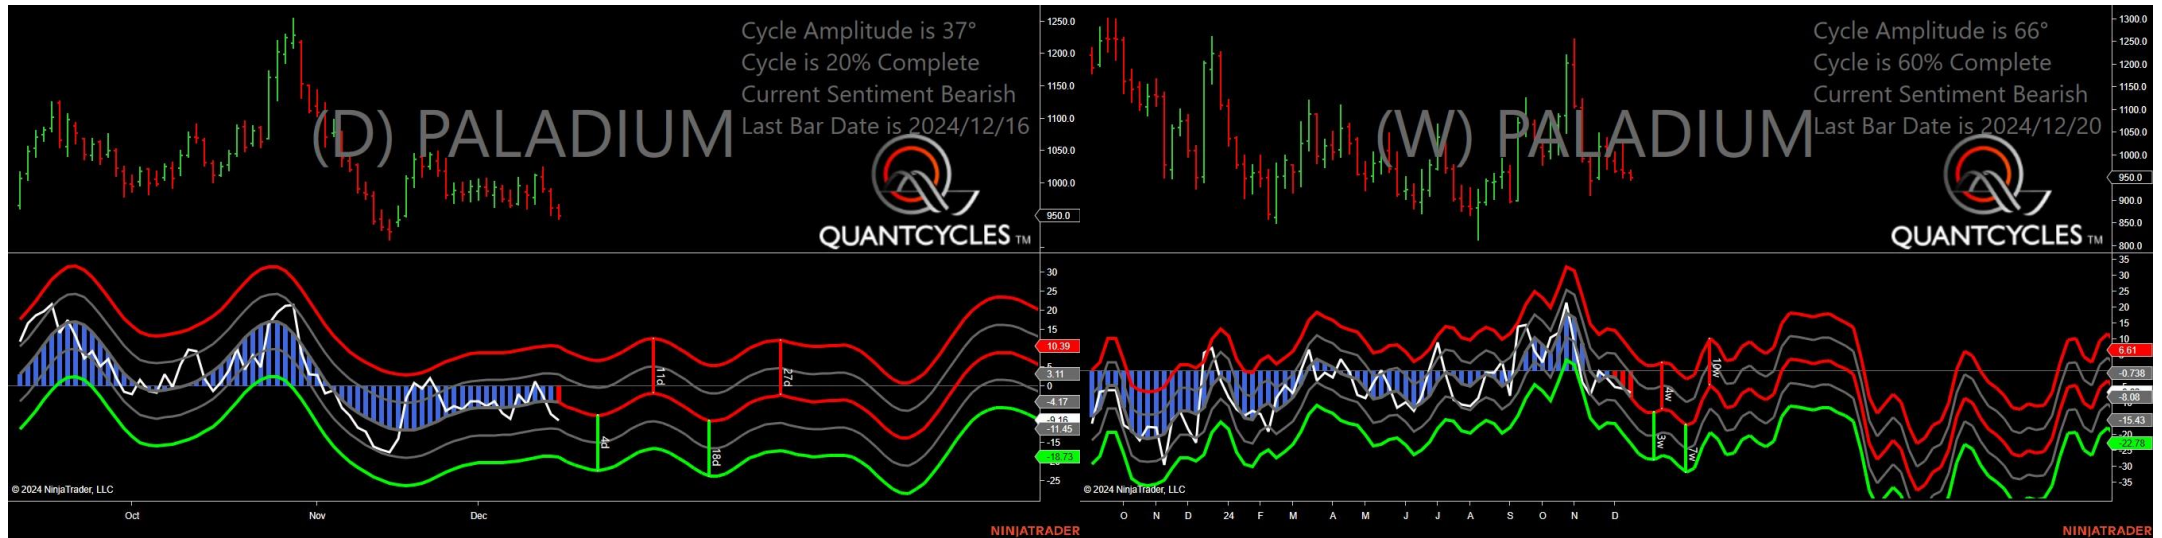 Cycle Amplitude is 37°
Cycle is 20% Complete
Current Sentiment Bearish
Last Bar Date is 2024/12/16
(D) PALADIUM
QUANTCYCLES TM
1250.0
1200.0
1150.0
1100.0
1050.0
1000.0
950.0
30
25
20
15
10.39
3.11
0
-4.17
-9.16
-11.45
-15
-18.73
-25
4d
11d
18d
27d
© 2024 NinjaTrader, LLC
Oct Nov Dec
NINJATRADER
Cycle Amplitude is 66°
Cycle is 60% Complete
Current Sentiment Bearish
Last Bar Date is 2024/12/20
(W) PALADIUM
QUANTCYCLES TM
1300.0
1250.0
1200.0
1150.0
1100.0
1050.0
1000.0
950.0
900.0
850.0
800.0
35
30
25
20
15
10
6.61
-0.738
-8.08
-15.43
-20
-22.78
-25
-30
-35
3w
4w
7w
10w
© 2024 NinjaTrader, LLC
O N D 24 F M A M J J A S O N D
NINJATRADER